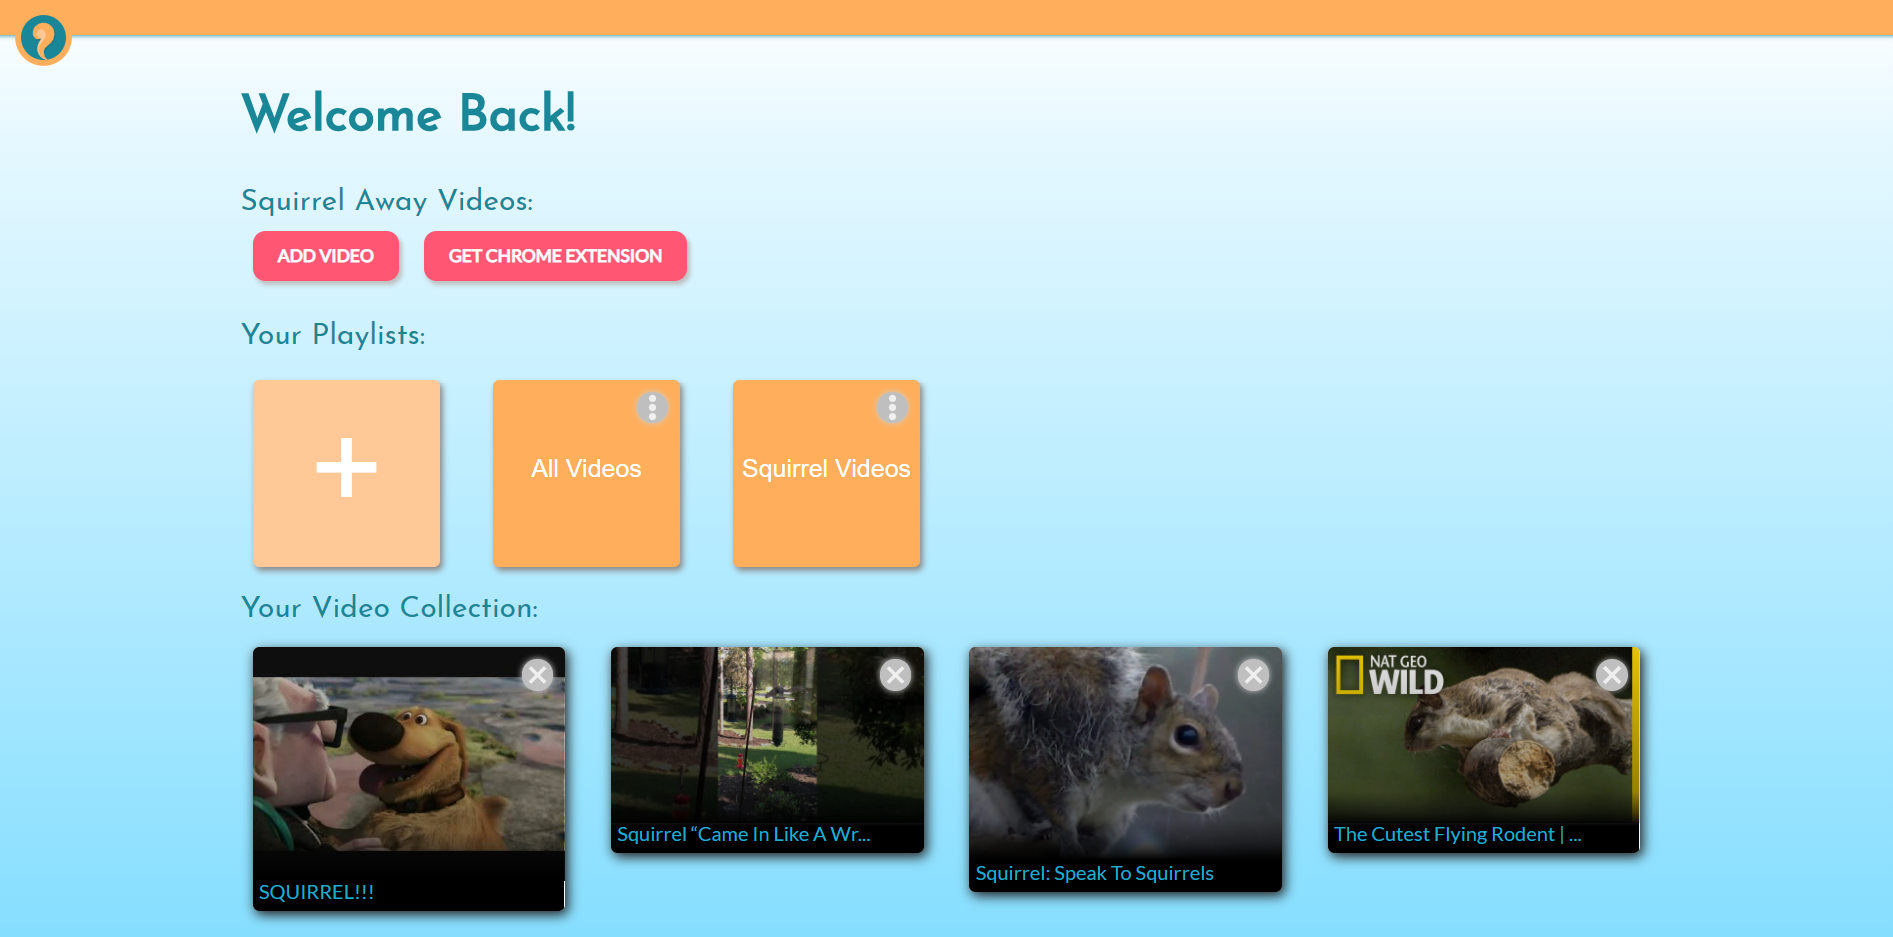 Welcome Back!
Squirrel Away Videos:
ADD VIDEO
GET CHROME EXTENSION
Your Playlists:
All Videos
Squirrel Videos
Your Video Collection:
SQUIRREL!!!
Squirrel “Came In Like A Wr...
Squirrel: Speak To Squirrels
NAT GEO
WILD
The Cutest Flying Rodent | ...